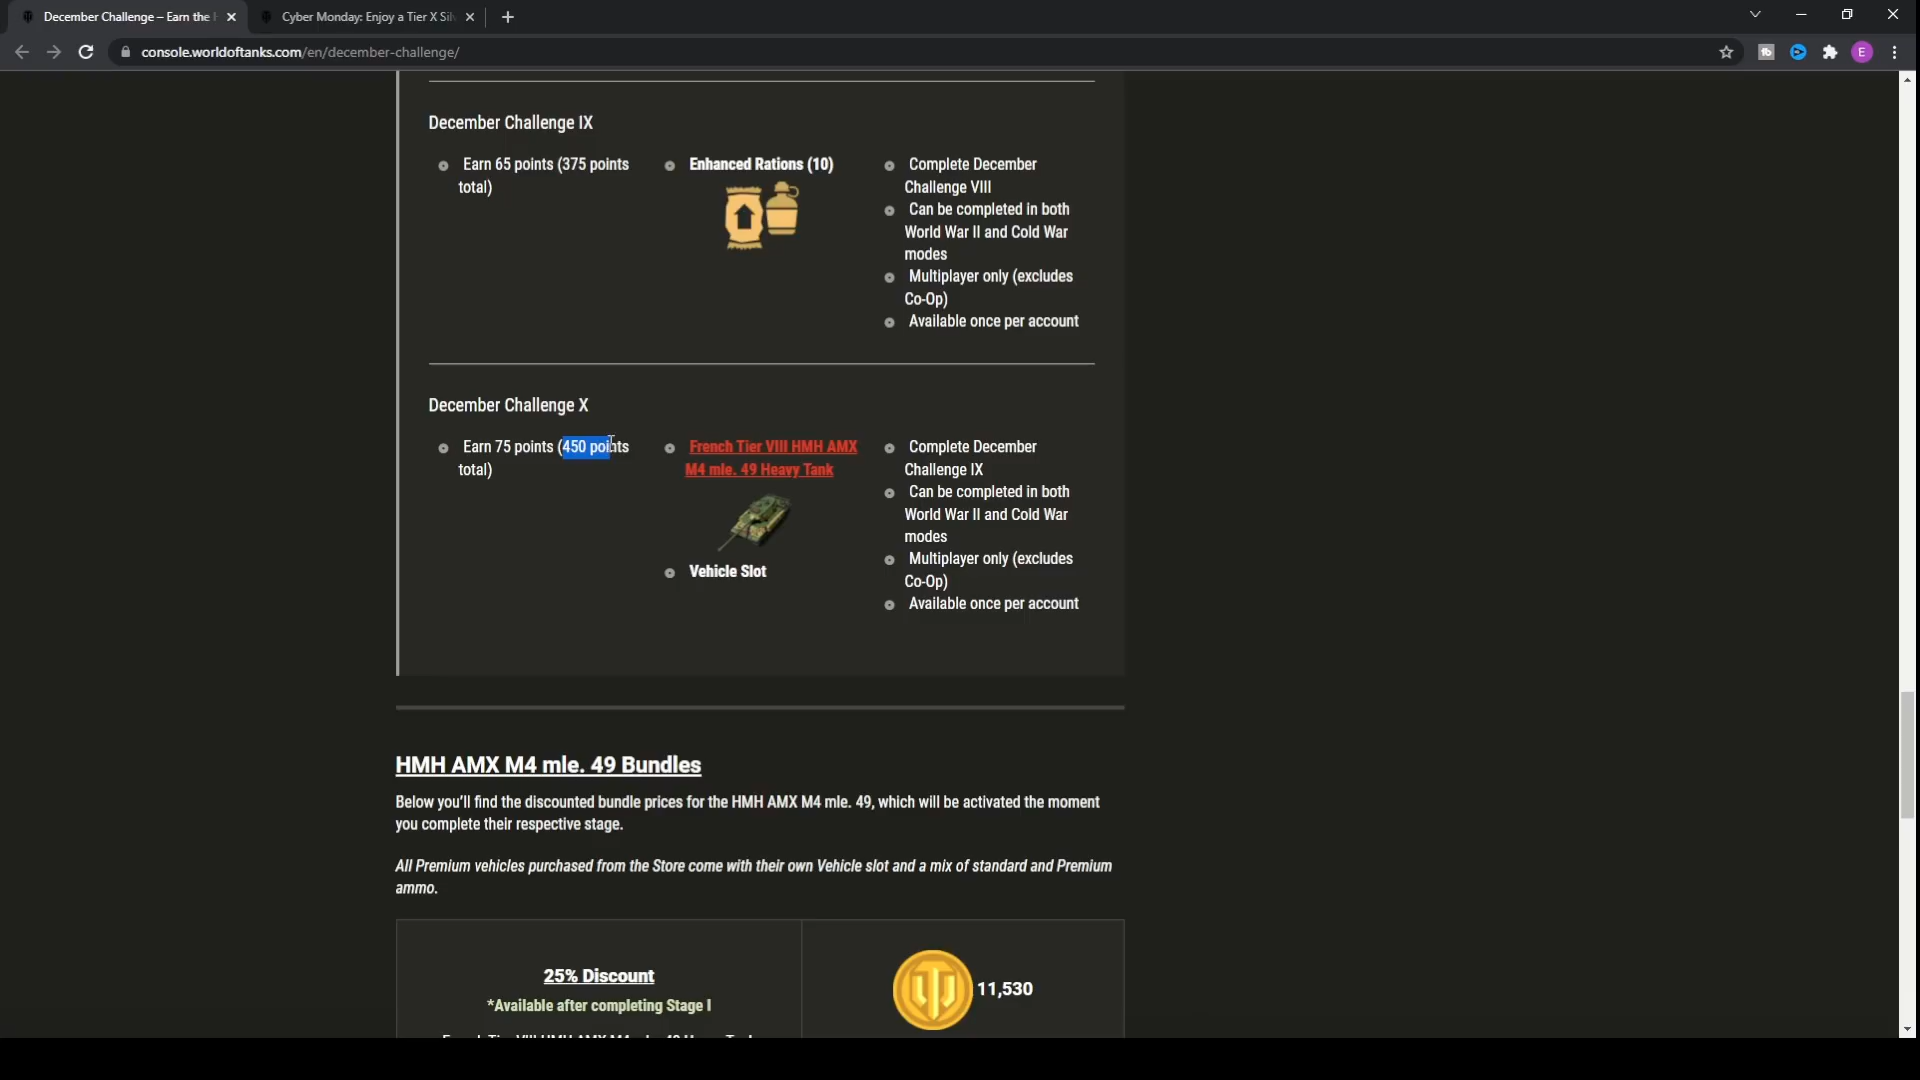 December Challenge – Earn the
Cyber Monday: Enjoy a Tier X Sil
console.worldoftanks.com/en/december-challenge/
E
December Challenge IX
Earn 65 points (375 points
total)
Enhanced Rations (10)
Complete December
Challenge VIII
Can be completed in both
World War II and Cold War
modes
Multiplayer only (excludes
Co-Op)
Available once per account
December Challenge X
Earn 75 points (450 points
total)
French Tier VIII HMH AMX
M4 mle. 49 Heavy Tank
Vehicle Slot
Complete December
Challenge IX
Can be completed in both
World War II and Cold War
modes
Multiplayer only (excludes
Co-Op)
Available once per account
HMH AMX M4 mle. 49 Bundles
Below you'll find the discounted bundle prices for the HMH AMX M4 mle. 49, which will be activated the moment
you complete their respective stage.
All Premium vehicles purchased from the Store come with their own Vehicle slot and a mix of standard and Premium
ammo.
25% Discount
*Available after completing Stage I
11,530